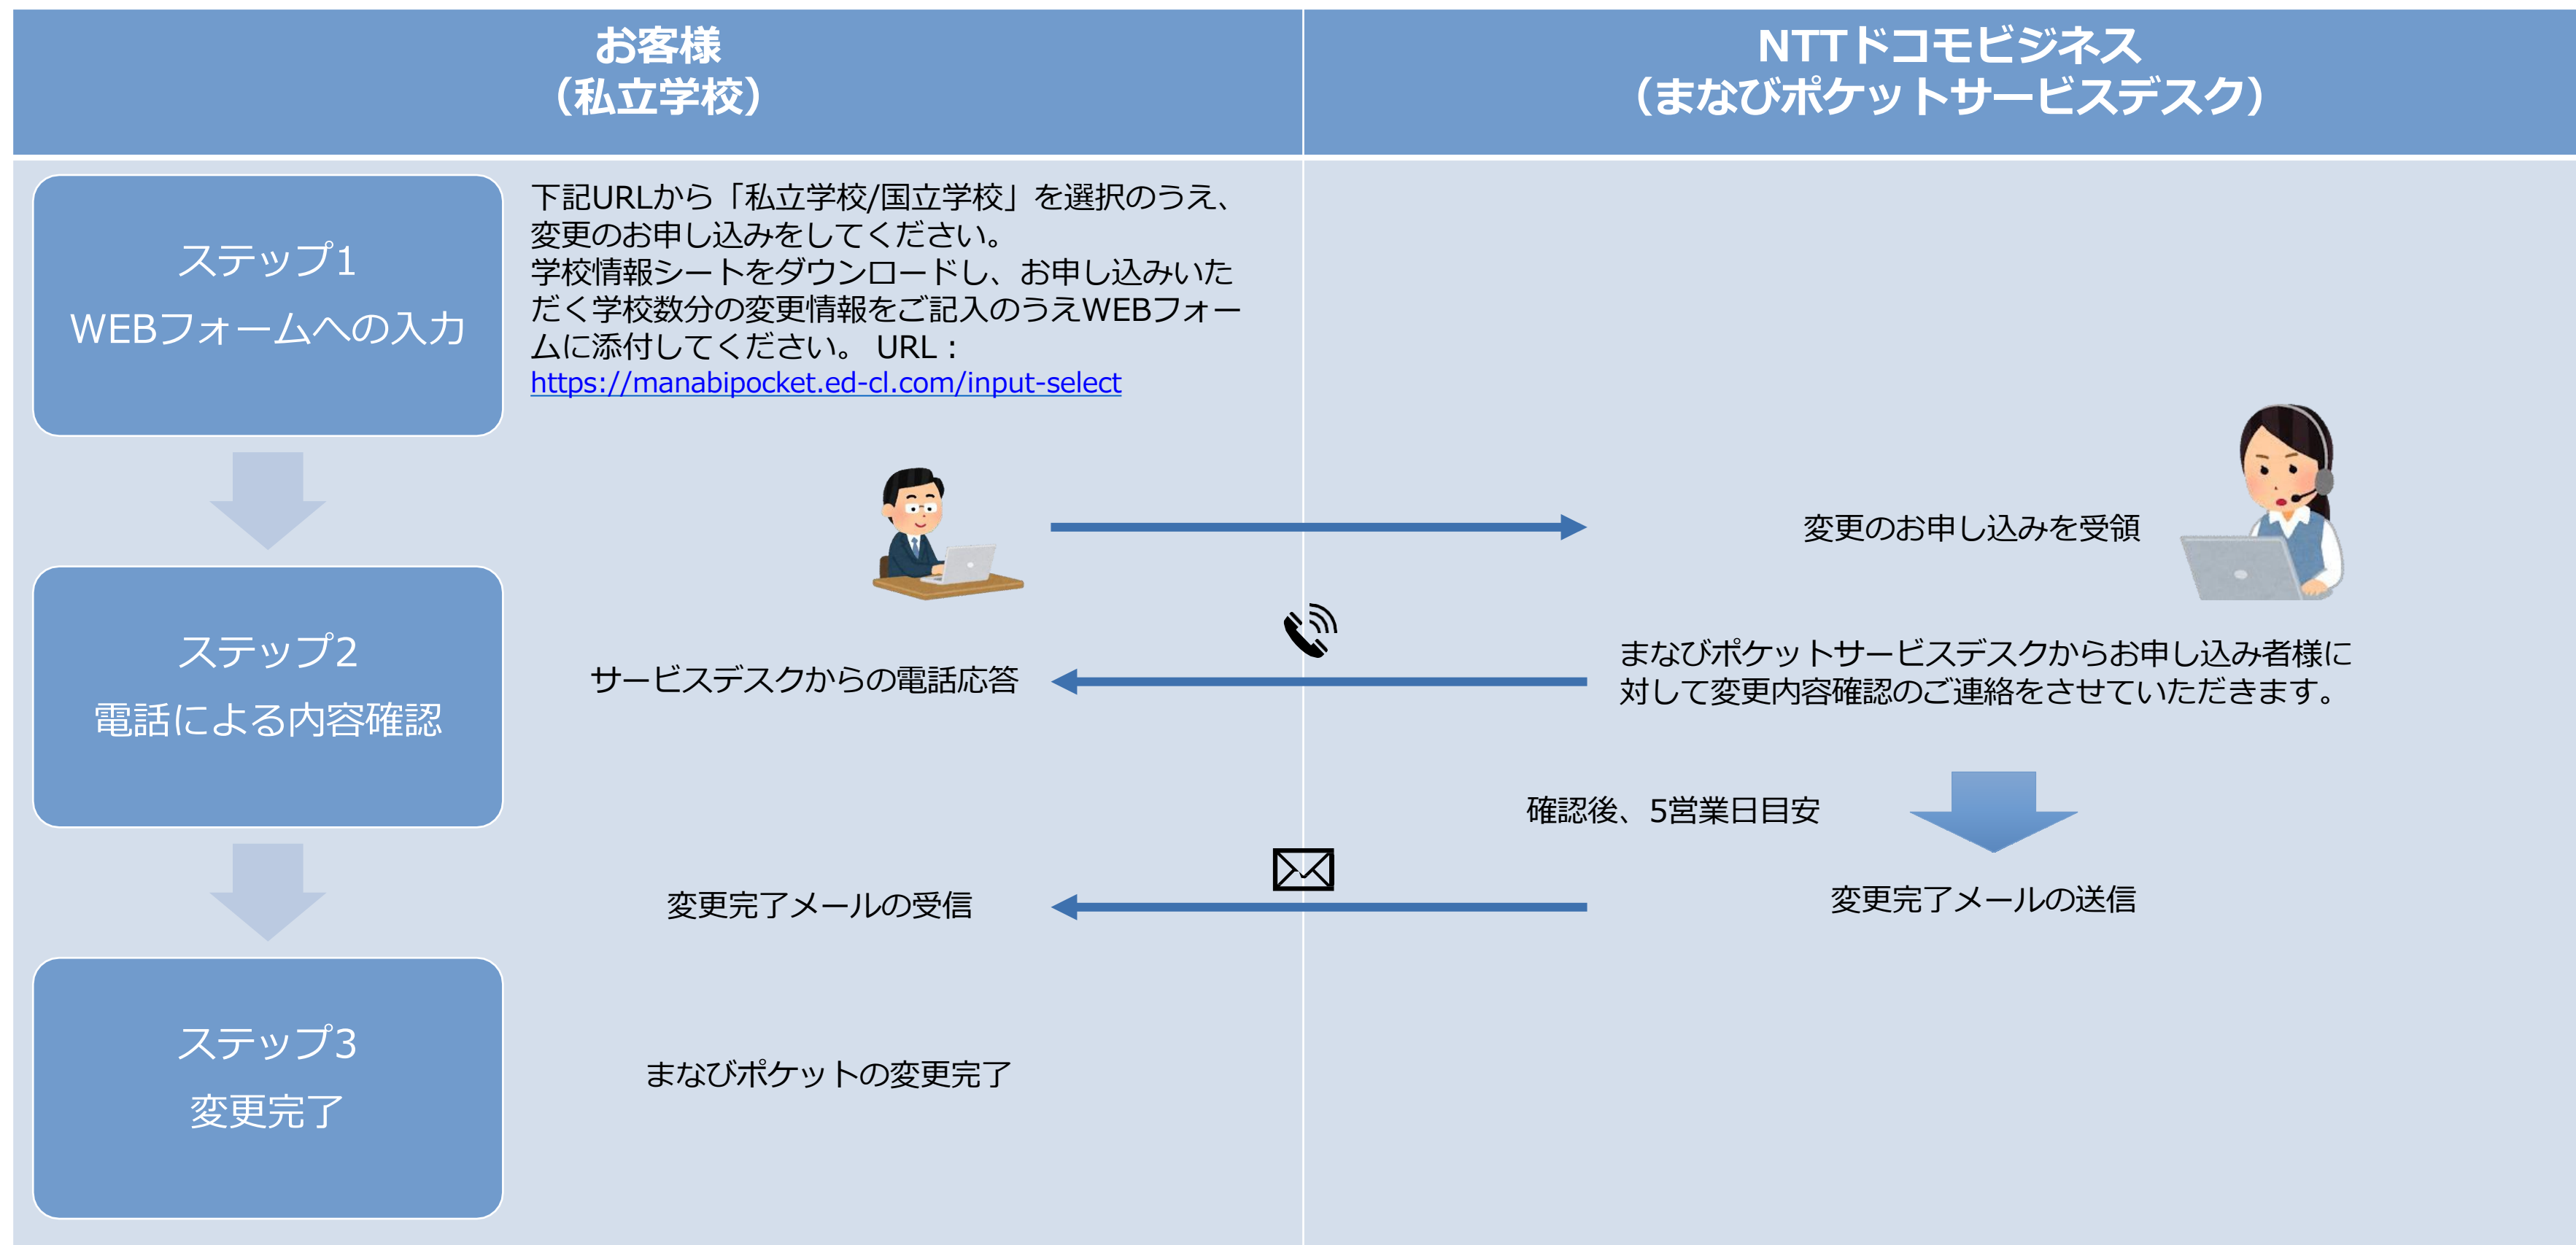 お客様
（私立学校）
NTTドコモビジネス
（まなびポケットサービスデスク）
ステップ1
WEBフォームへの入力
下記URLから「私立学校/国立学校」を選択のうえ、
変更のお申し込みをしてください。
学校情報シートをダウンロードし、お申し込みいた
だく学校数分の変更情報をご記入のうえWEBフォー
ムに添付してください。 URL：
https://manabipocket.ed-cl.com/input-select
変更のお申し込みを受領
ステップ2
電話による内容確認
サービスデスクからの電話応答
まなびポケットサービスデスクからお申し込み者様に
対して変更内容確認のご連絡をさせていただきます。
確認後、5営業日目安
変更完了メールの受信
変更完了メールの送信
ステップ3
変更完了
まなびポケットの変更完了